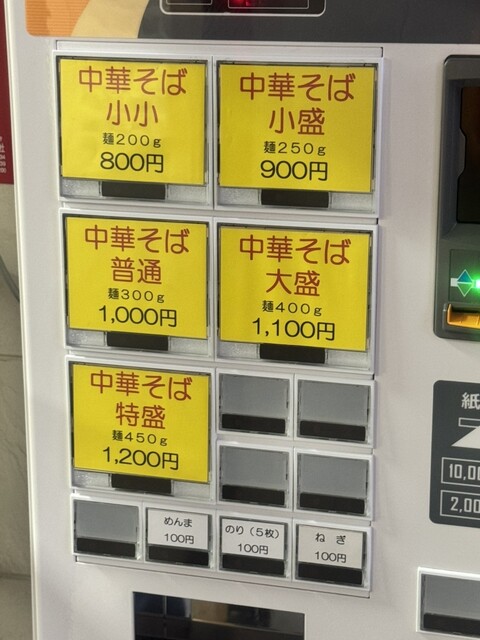 中華そば
小小
麺200g
800円
中華そば
小盛
麺250g
900円
中華そば
普通
麺300g
1,000円
中華そば
大盛
麺400g
1,100円
中華そば
特盛
麺450g
1,200円
めんま
100円
のり(5枚)
100円
ねぎ
100円
紙
10,0
2,00